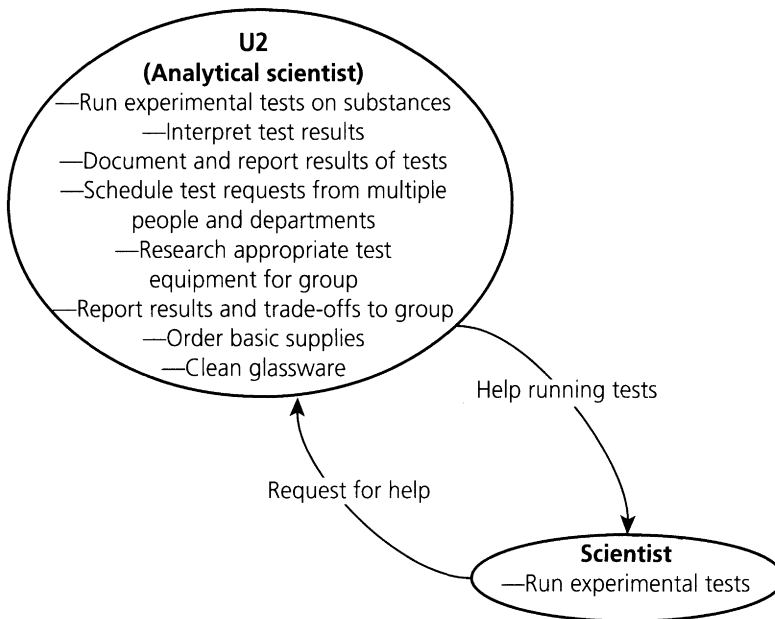 U2
(Analytical scientist)
—Run experimental tests on substances
—Interpret test results
—Document and report results of tests
—Schedule test requests from multiple
people and departments
—Research appropriate test
equipment for group
—Report results and trade-offs to group
—Order basic supplies
—Clean glassware
Help running tests
Request for help
Scientist
—Run experimental tests